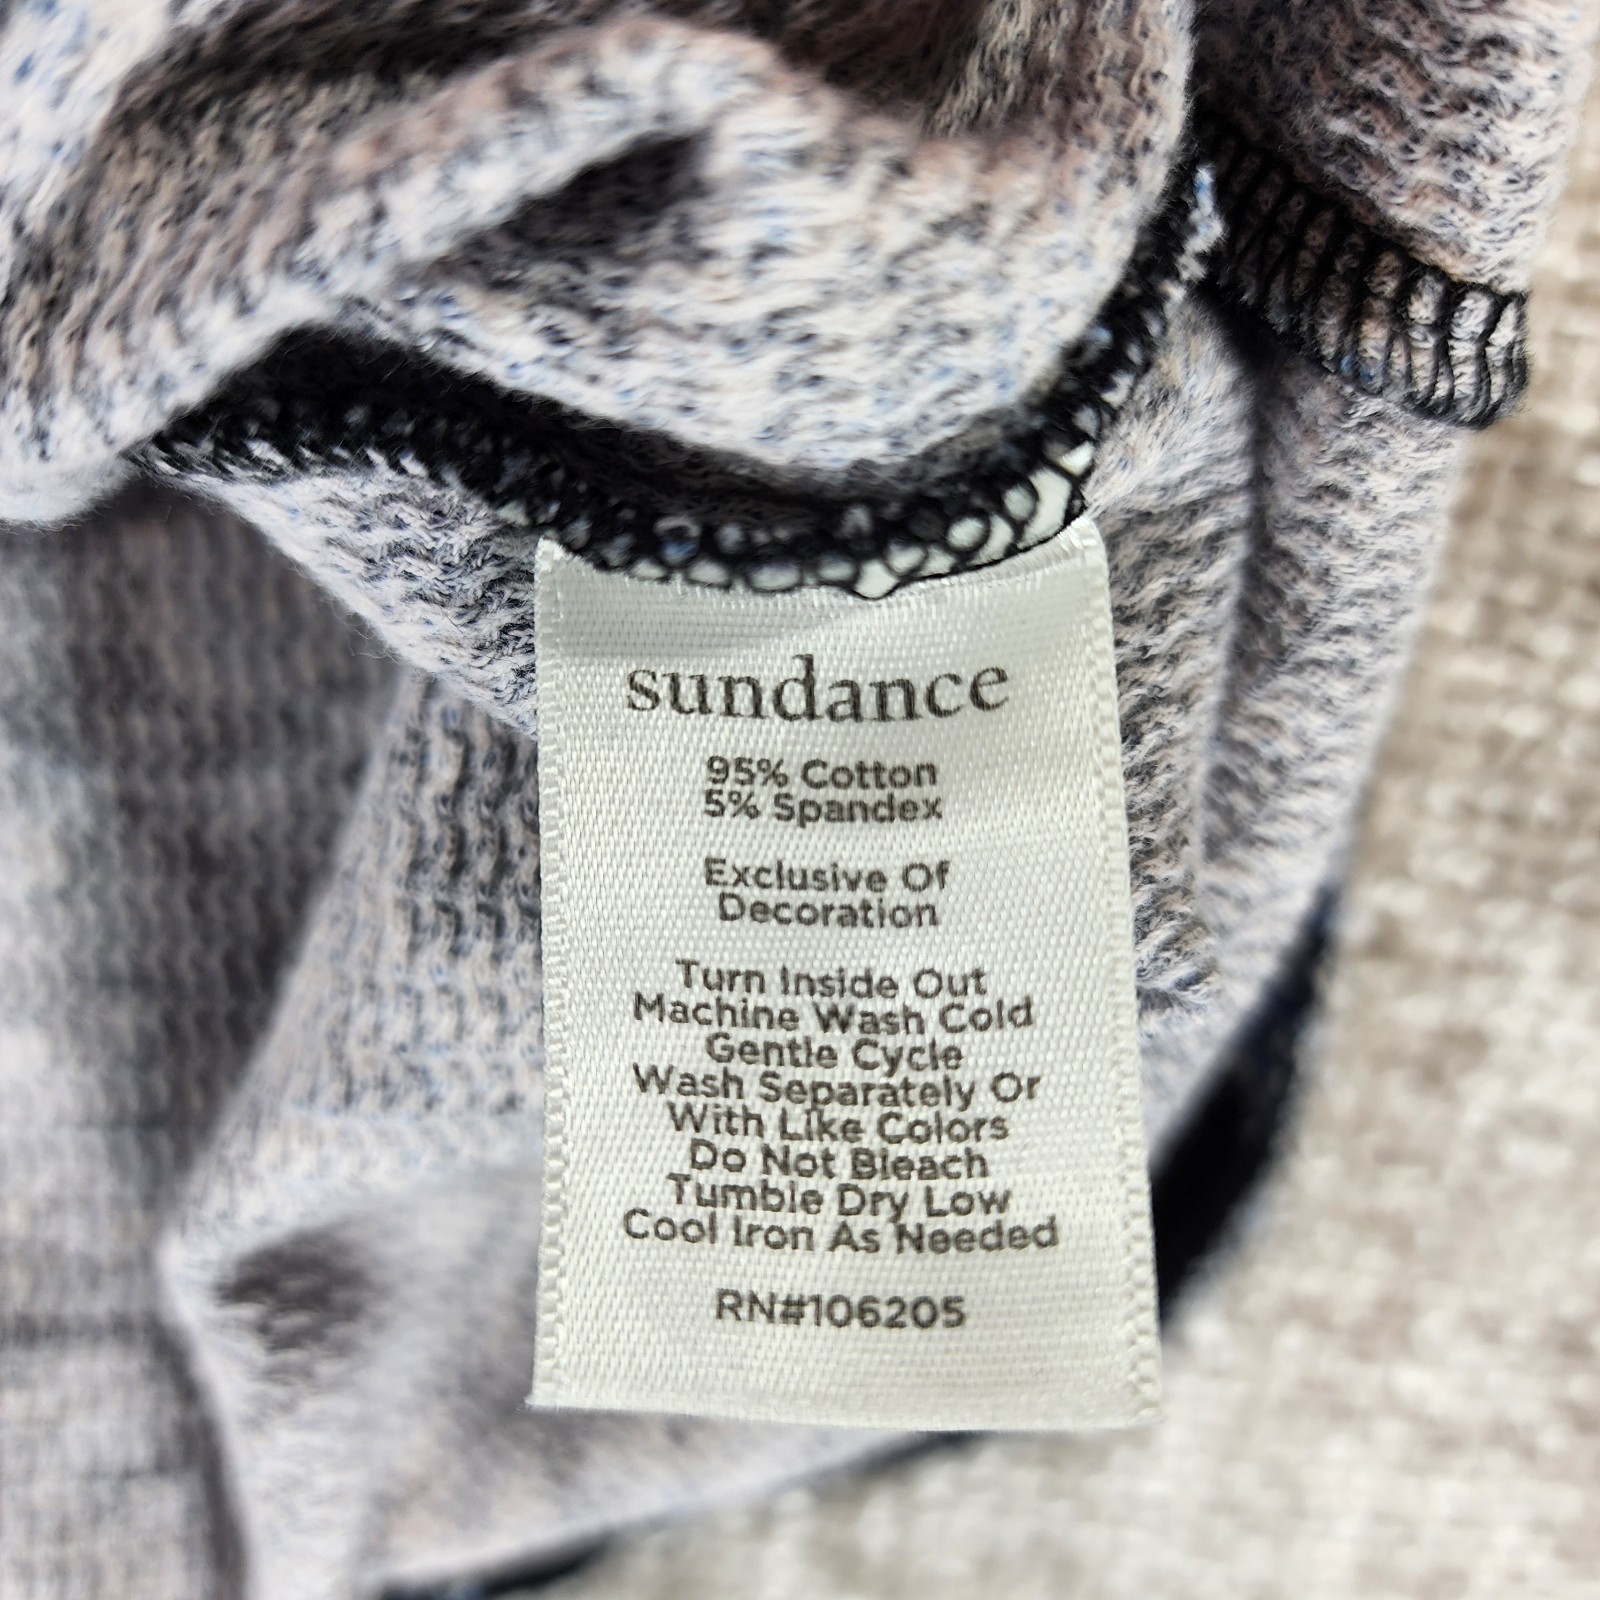 sundance
95% Cotton
5% Spandex
Exclusive Of
Decoration
Turn Inside Out
Machine Wash Cold
Gentle Cycle
Wash Separately Or
With Like Colors
Do Not Bleach
Tumble Dry Low
Cool Iron As Needed
RN#106205